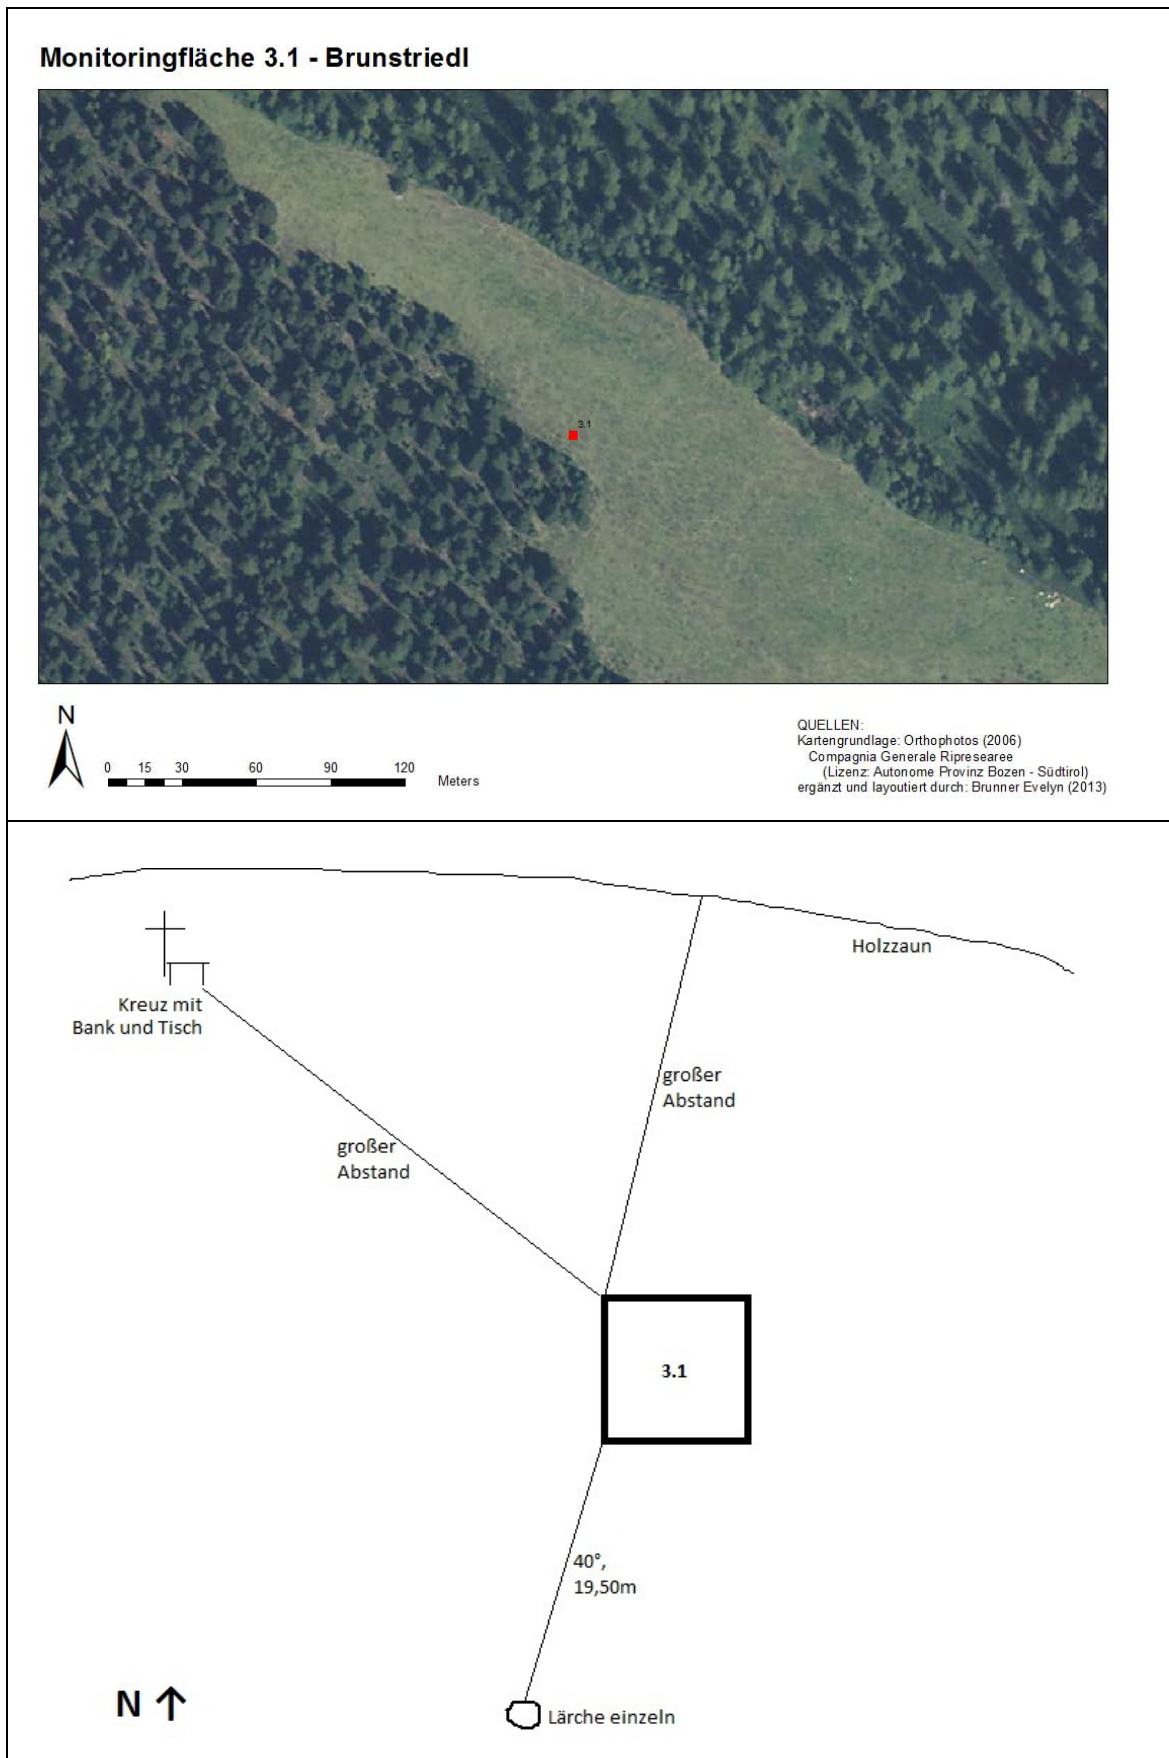 Monitoringfläche 3.1 - Brunstriedl
3.1
N
0 15 30 60 90 120
Meters
QUELLEN:
Kartengrundlage: Orthophotos (2006)
Compagnia Generale Ripresearee
(Lizenz: Autonome Provinz Bozen - Südtirol)
ergänzt und layoutiert durch: Brunner Evelyn (2013)
Holzzaun
Kreuz mit
Bank und Tisch
großer
Abstand
großer
Abstand
3.1
40°,
19,50m
N ↑
Lärche einzeln